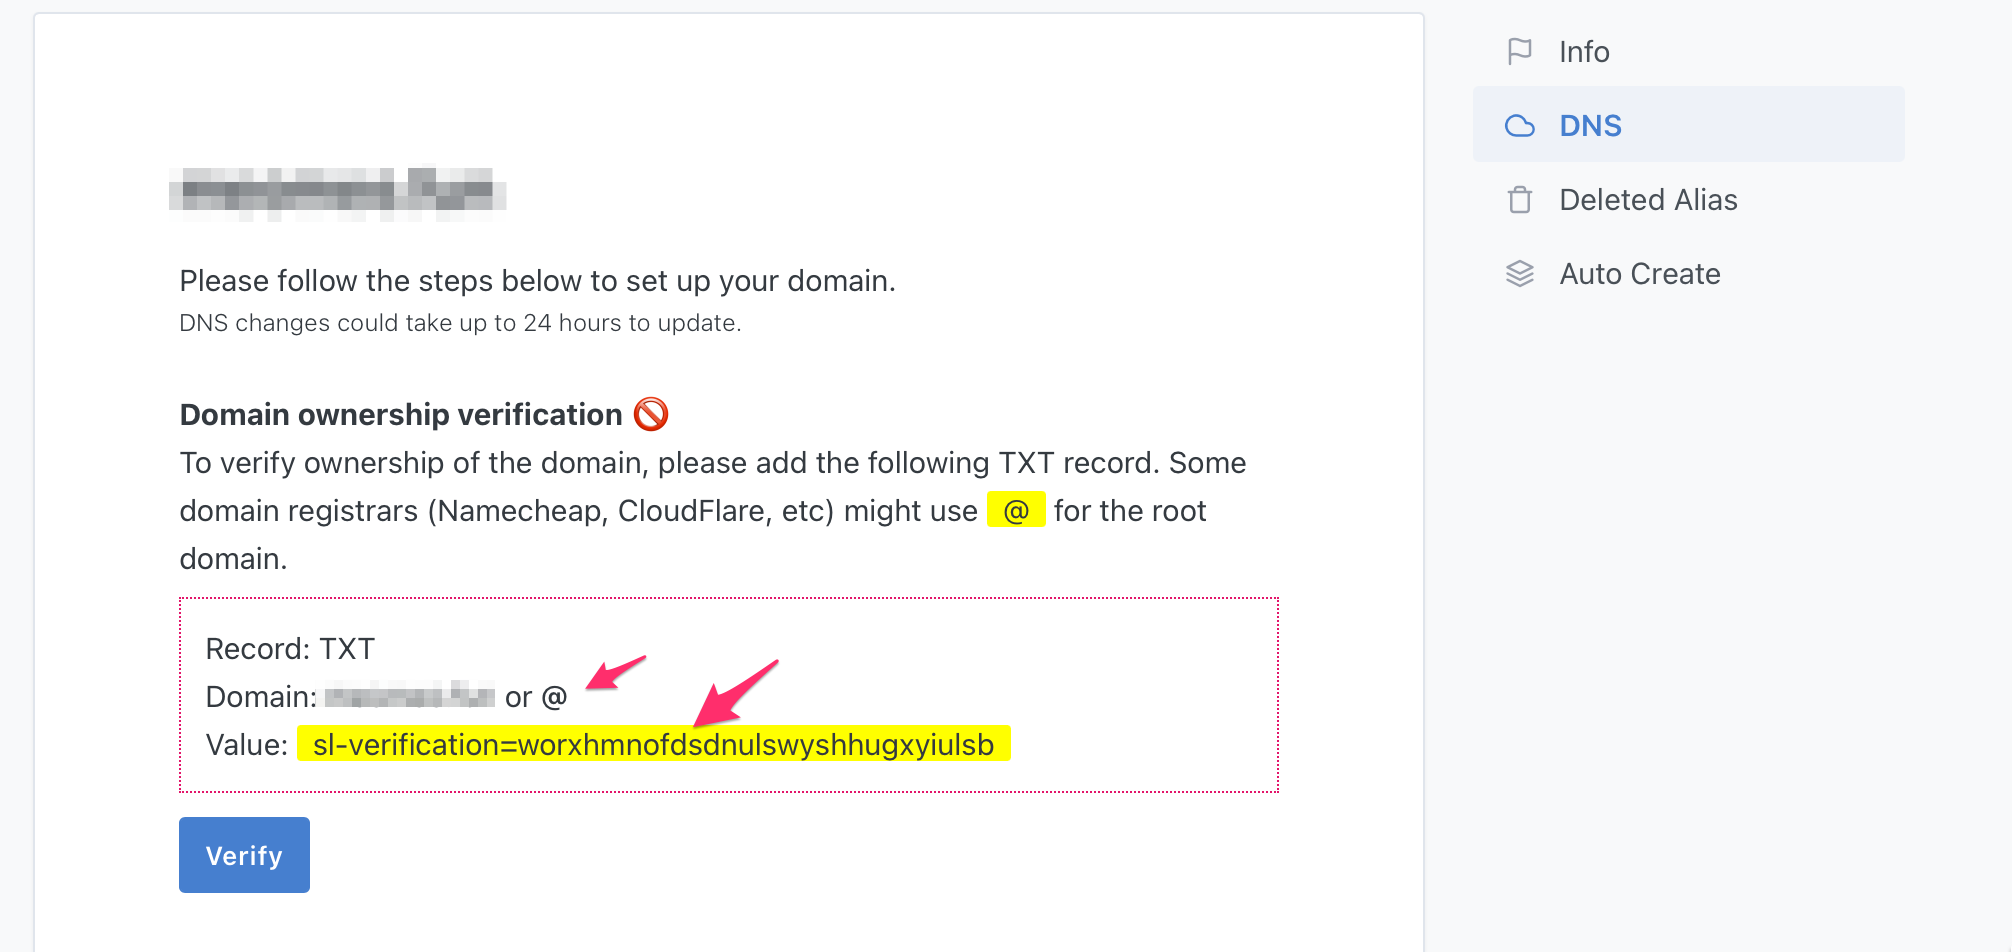 Please follow the steps below to set up your domain.
DNS changes could take up to 24 hours to update.
Domain ownership verification
To verify ownership of the domain, please add the following TXT record. Some
domain registrars (Namecheap, CloudFlare, etc) might use @ for the root
domain.
Record: TXT
Domain: or @
Value: sl-verification=worxhmnofdsdnulswyshhugxyiulsb
Verify
Info
DNS
Deleted Alias
Auto Create